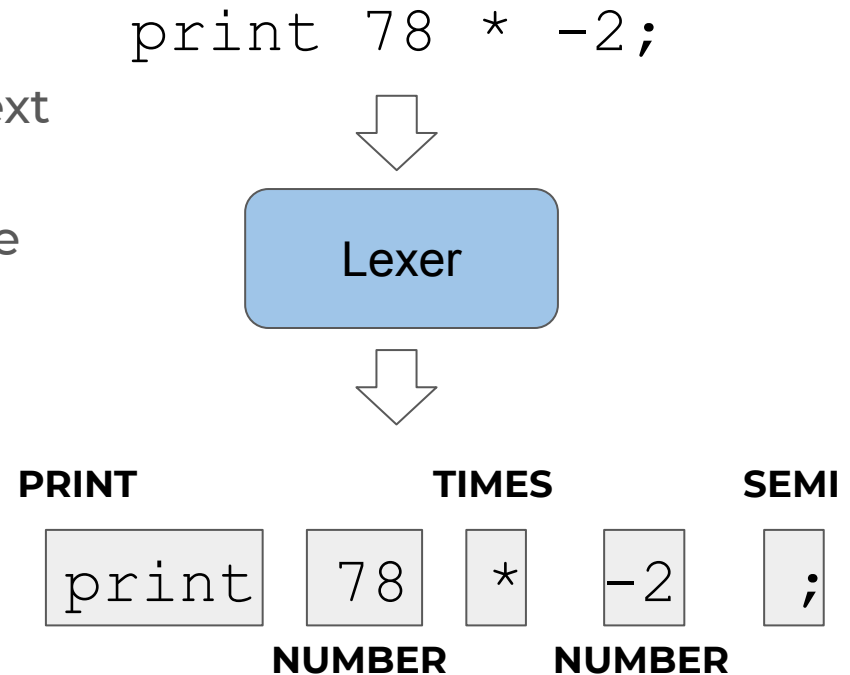 print 78 * -2;
Lexer
PRINT TIMES SEMI
print 78 * -2 ;
NUMBER NUMBER